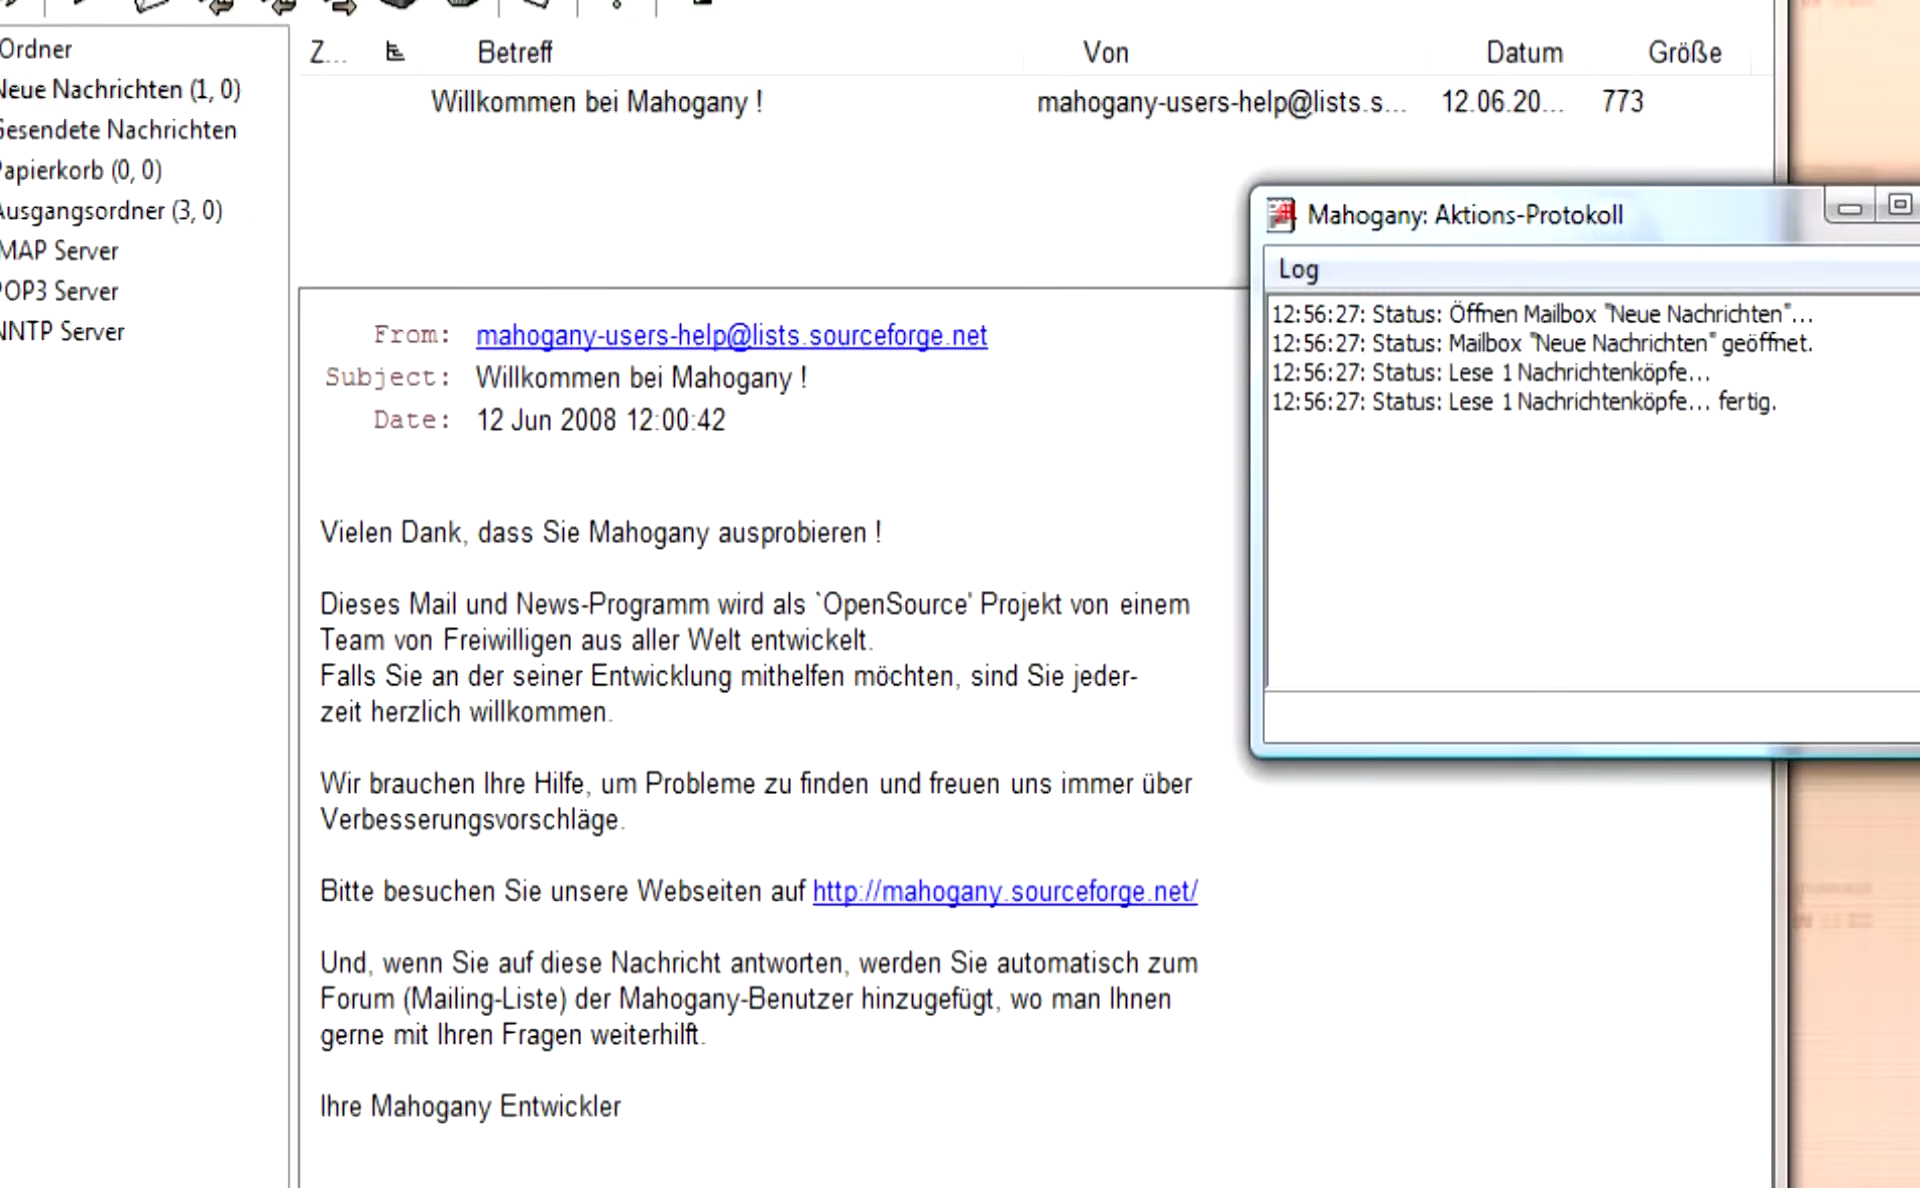 Ordner
Neue Nachrichten (1, 0)
Gesendete Nachrichten
Papierkorb (0, 0)
Ausgangsordner (3, 0)
IMAP Server
POP3 Server
NNTP Server
Z... Betreff Von Datum Größe
Willkommen bei Mahogany ! mahogany-users-help@lists.s... 12.06.20... 773
From: mahogany-users-help@lists.sourceforge.net
Subject: Willkommen bei Mahogany !
Date: 12 Jun 2008 12:00:42
Vielen Dank, dass Sie Mahogany ausprobieren !
Dieses Mail und News-Programm wird als `OpenSource' Projekt von einem
Team von Freiwilligen aus aller Welt entwickelt.
Falls Sie an der seiner Entwicklung mithelfen möchten, sind Sie jeder-
zeit herzlich willkommen.
Wir brauchen Ihre Hilfe, um Probleme zu finden und freuen uns immer über
Verbesserungsvorschläge.
Bitte besuchen Sie unsere Webseiten auf http://mahogany.sourceforge.net/
Und, wenn Sie auf diese Nachricht antworten, werden Sie automatisch zum
Forum (Mailing-Liste) der Mahogany-Benutzer hinzugefügt, wo man Ihnen
gerne mit Ihren Fragen weiterhilft.
Ihre Mahogany Entwickler
Mahogany: Aktions-Protokoll
Log
12:56:27: Status: Öffnen Mailbox "Neue Nachrichten"...
12:56:27: Status: Mailbox "Neue Nachrichten" geöffnet.
12:56:27: Status: Lese 1 Nachrichtenköpfe...
12:56:27: Status: Lese 1 Nachrichtenköpfe... fertig.